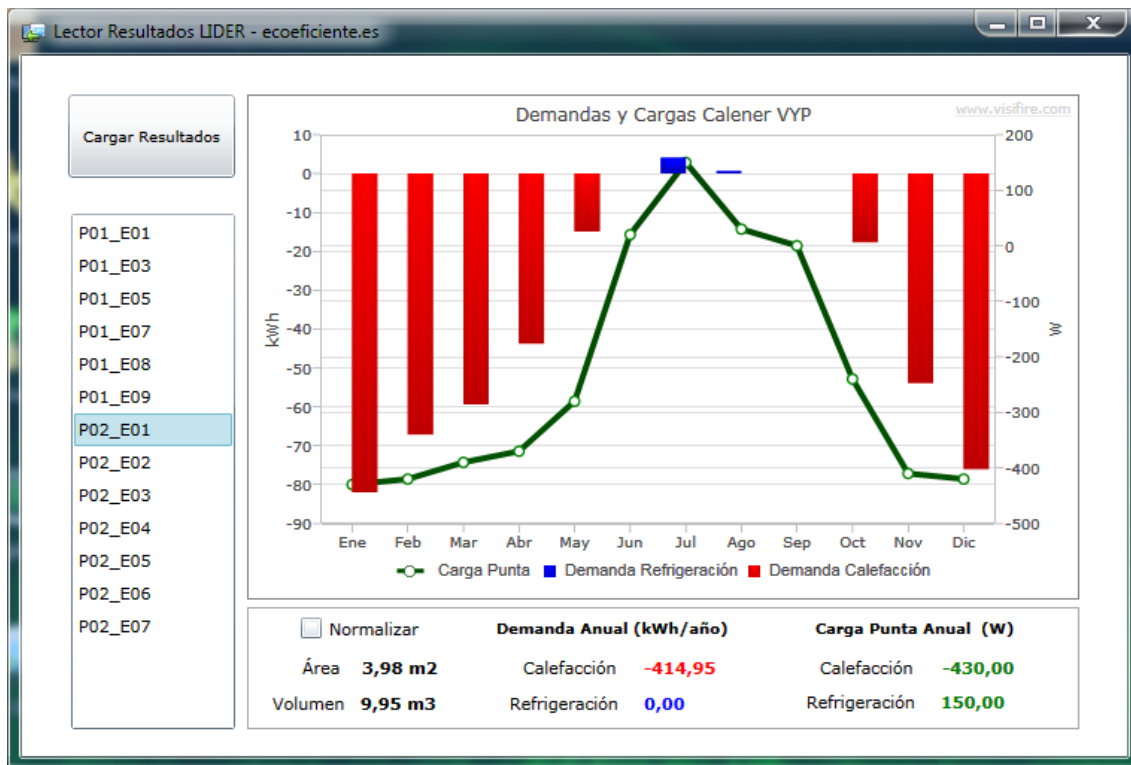 Lector Resultados LIDER - ecoeficiente.es
Cargar Resultados
P01_E01
P01_E03
P01_E05
P01_E07
P01_E08
P01_E09
P02_E01
P02_E02
P02_E03
P02_E04
P02_E05
P02_E06
P02_E07
Demandas y Cargas Calener VYP
www.visifire.com
kWh
10
0
-10
-20
-30
-40
-50
-60
-70
-80
-90
200
100
0
-100
-200
-300
-400
-500
W
Ene Feb Mar Abr May Jun Jul Ago Sep Oct Nov Dic
Carga Punta Demanda Refrigeración Demanda Calefacción
Normalizar Demanda Anual (kWh/año) Carga Punta Anual (W)
Área 3,98 m2 Calefacción -414,95 Calefacción -430,00
Volumen 9,95 m3 Refrigeración 0,00 Refrigeración 150,00